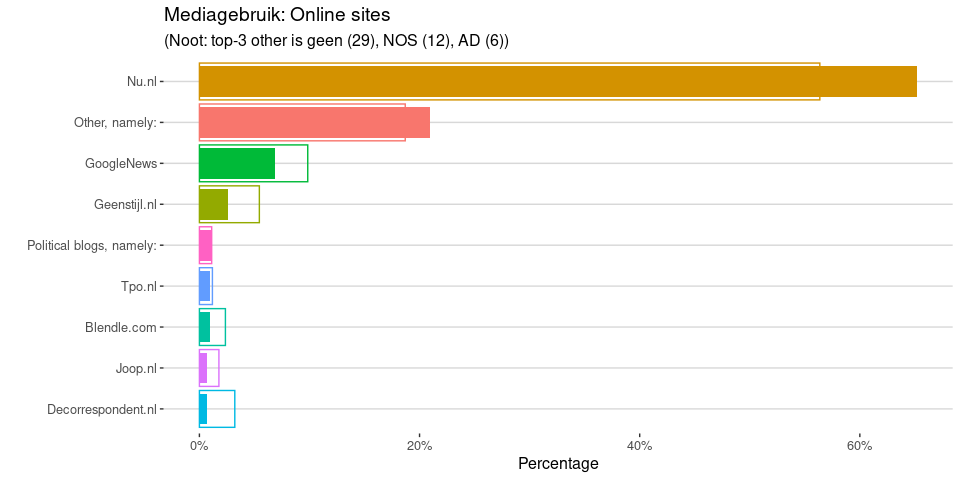 Mediagebruik: Online sites
(Noot: top-3 other is geen (29), NOS (12), AD (6))
Nu.nl
Other, namely:
GoogleNews
Geenstijl.nl
Political blogs, namely:
Tpo.nl
Blendle.com
Joop.nl
Decorrespondent.nl
0% 20% 40% 60%
Percentage